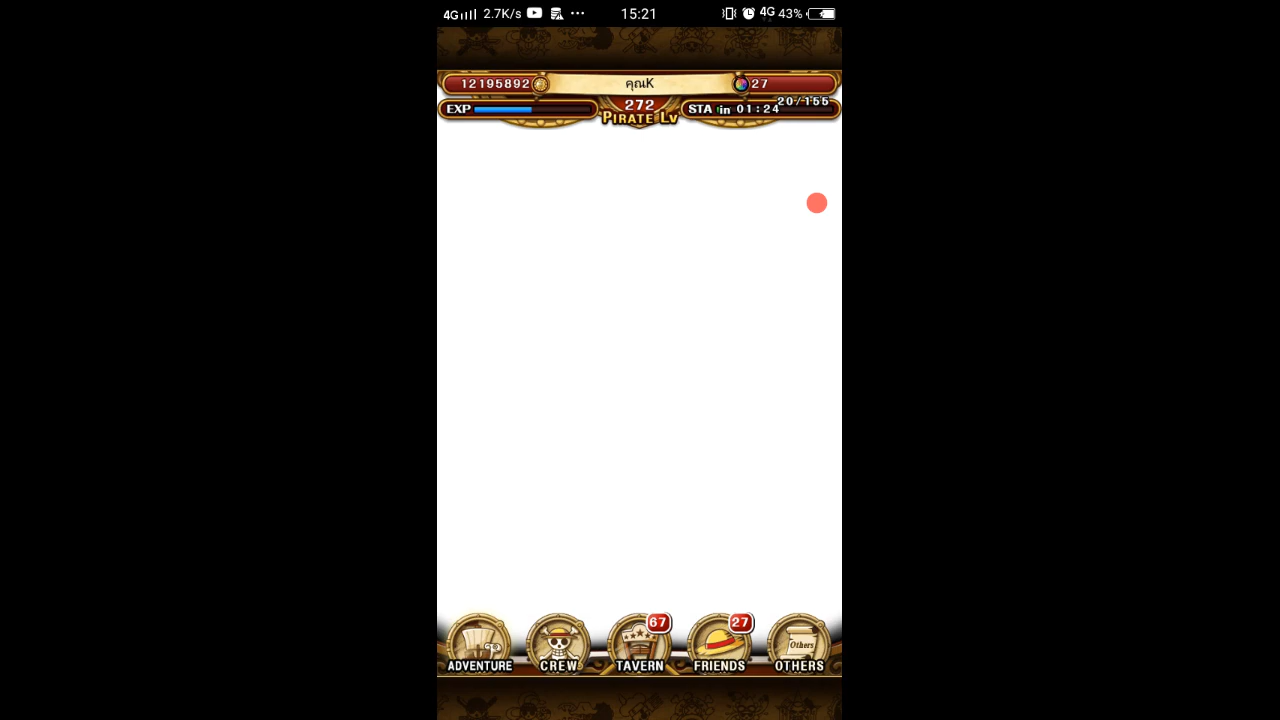 4G 2.7K/s ... 15:21 4G 43%
12195892 คุณK 27
EXP 272 STA in 01:24 20/155
PIRATE LV
67 27
Others
ADVENTURE CREW TAVERN FRIENDS OTHERS